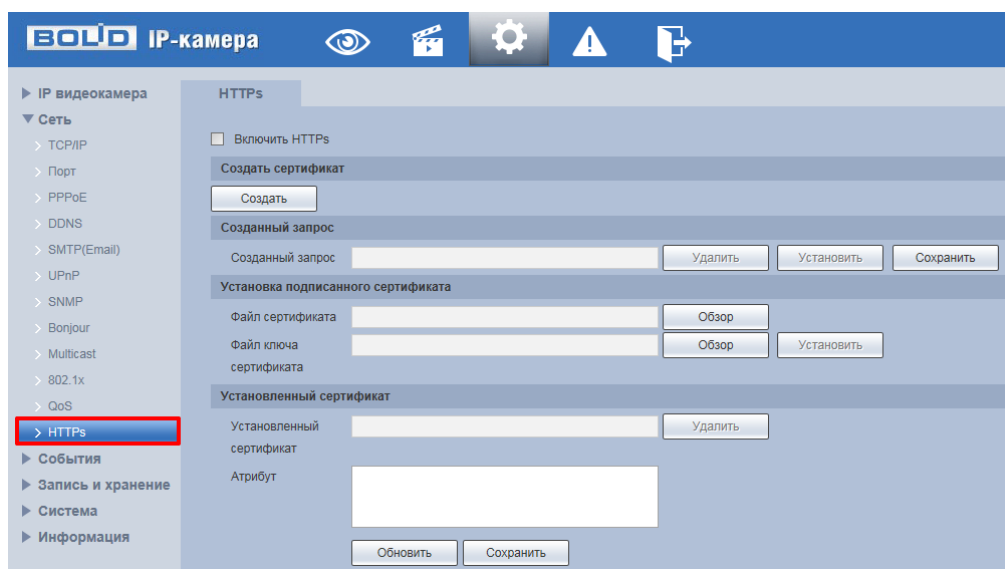 BOLID IP-камера
IP видеокамера
Сеть
TCP/IP
Порт
PPPoE
DDNS
SMTP(Email)
UPnP
SNMP
Bonjour
Multicast
802.1x
QoS
HTTPs
События
Запись и хранение
Система
Информация
HTTPs
Включить HTTPs
Создать сертификат
Создать
Созданный запрос
Созданный запрос Удалить Установить Сохранить
Установка подписанного сертификата
Файл сертификата Обзор
Файл ключа Обзор Установить
сертификата
Установленный сертификат
Установленный Удалить
сертификат
Атрибут
Обновить Сохранить